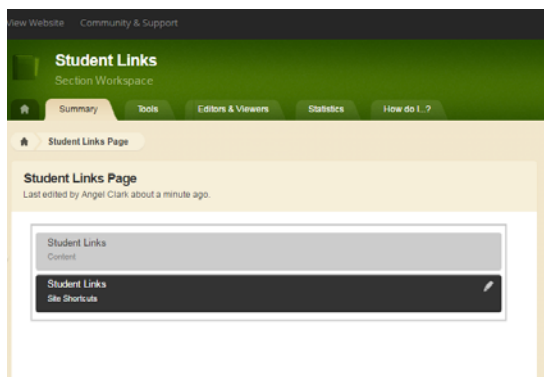 View Website Community & Support
Student Links
Section Workspace
Summary Tools Editors & Viewers Statistics How do I...?
Student Links Page
Student Links Page
Last edited by Angel Clark about a minute ago.
Student Links
Content
Student Links
Site Shortcuts